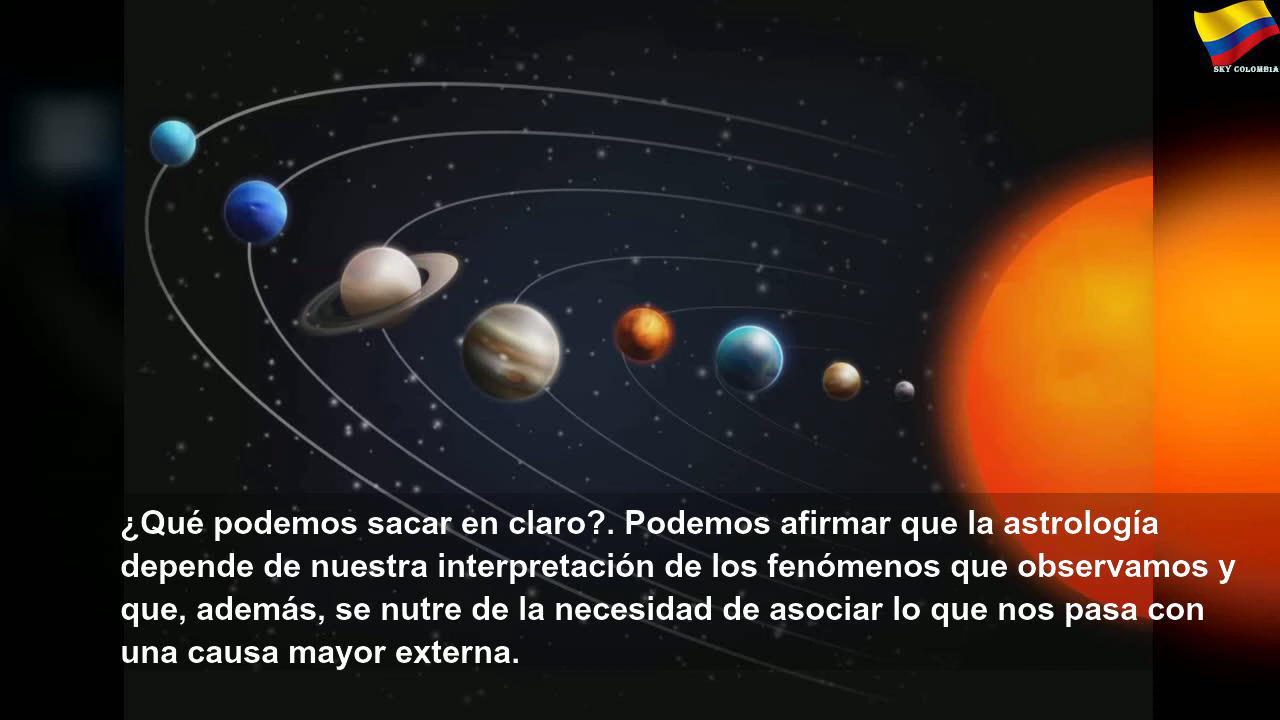 SKY COLOMBIA
¿Qué podemos sacar en claro?. Podemos afirmar que la astrología
depende de nuestra interpretación de los fenómenos que observamos y
que, además, se nutre de la necesidad de asociar lo que nos pasa con
una causa mayor externa.